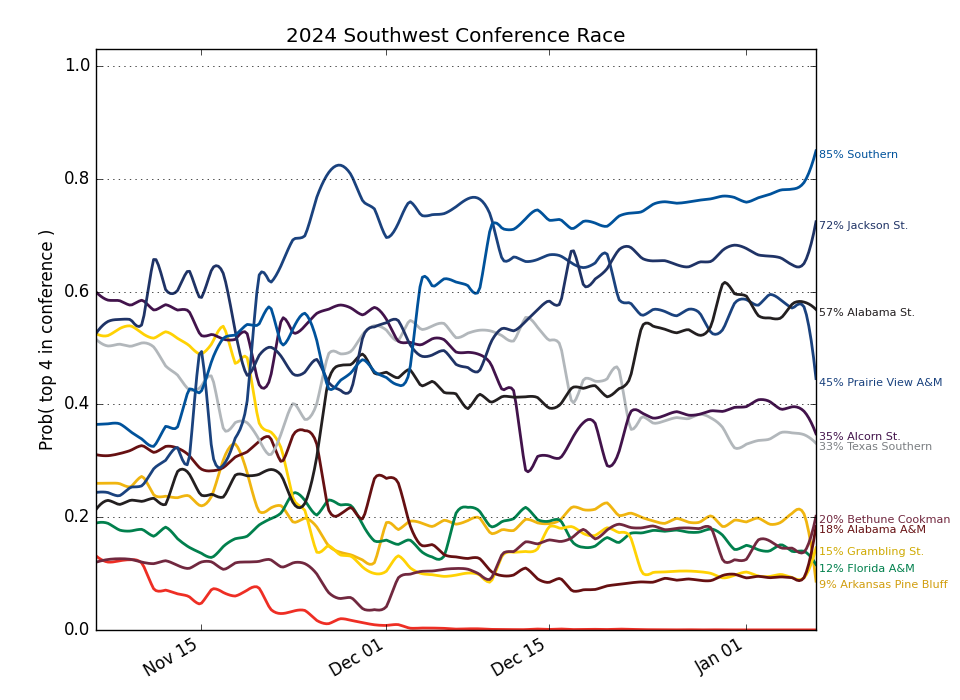 2024 Southwest Conference Race
Prob( top 4 in conference )
1.0
0.8
0.6
0.4
0.2
0.0
Nov 15
Dec 01
Dec 15
Jan 01
85% Southern
72% Jackson St.
57% Alabama St.
45% Prairie View A&M
35% Alcorn St.
33% Texas Southern
20% Bethune Cookman
18% Alabama A&M
15% Grambling St.
12% Florida A&M
9% Arkansas Pine Bluff